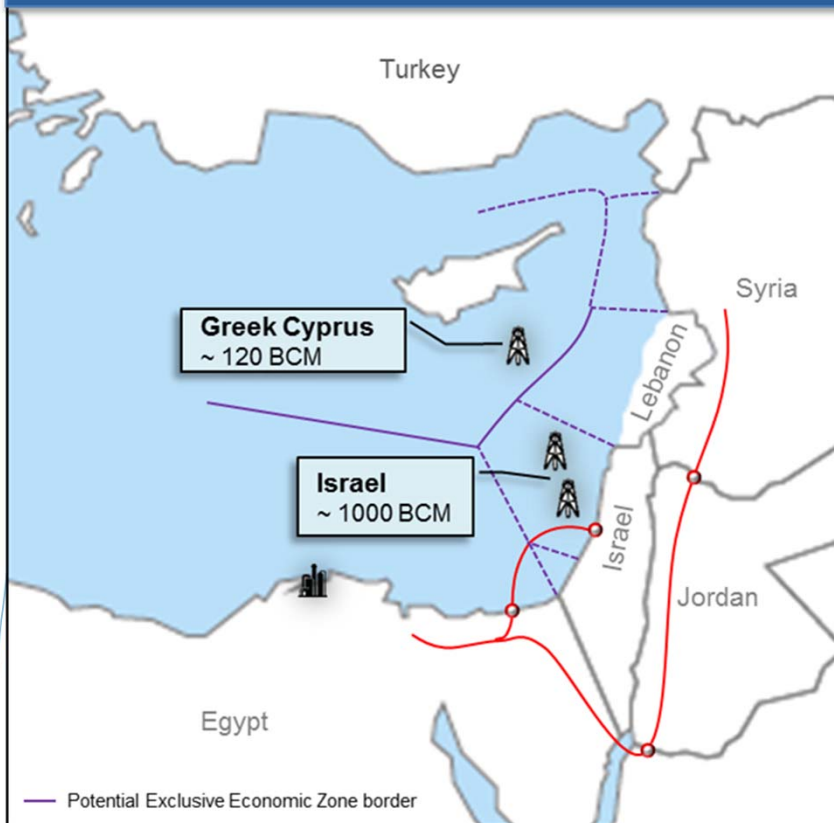 Turkey
Syria
Greek Cyprus
~ 120 BCM
Lebanon
Israel
~ 1000 BCM
Israel
Jordan
Egypt
Potential Exclusive Economic Zone border